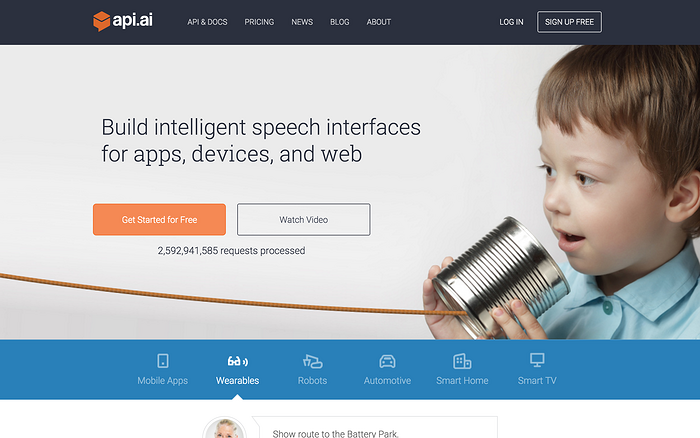 api.ai
API & DOCS
PRICING
NEWS
BLOG
ABOUT
LOG IN
SIGN UP FREE
Build intelligent speech interfaces
for apps, devices, and web
Get Started for Free
Watch Video
2,592,941,585 requests processed
Mobile Apps
Wearables
Robots
Automotive
Smart Home
Smart TV
Show route to the Battery Park.